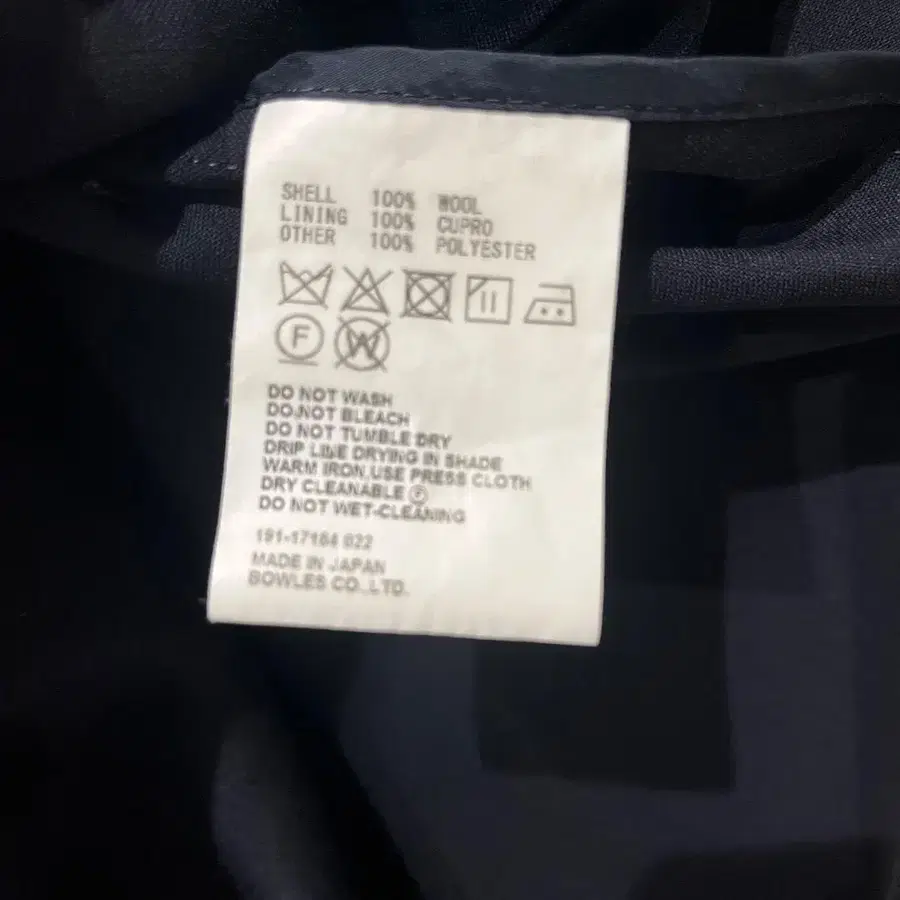 SHELL 100% WOOL
LINING 100% CUPRO
OTHER 100% POLYESTER
F W
DO NOT WASH
DO NOT BLEACH
DO NOT TUMBLE DRY
DRIP LINE DRYING IN SHADE
WARM IRON,USE PRESS CLOTH
DRY CLEANABLE Ⓕ
DO NOT WET-CLEANING
191-17164 022
MADE IN JAPAN
BOWLES CO.,LTD.